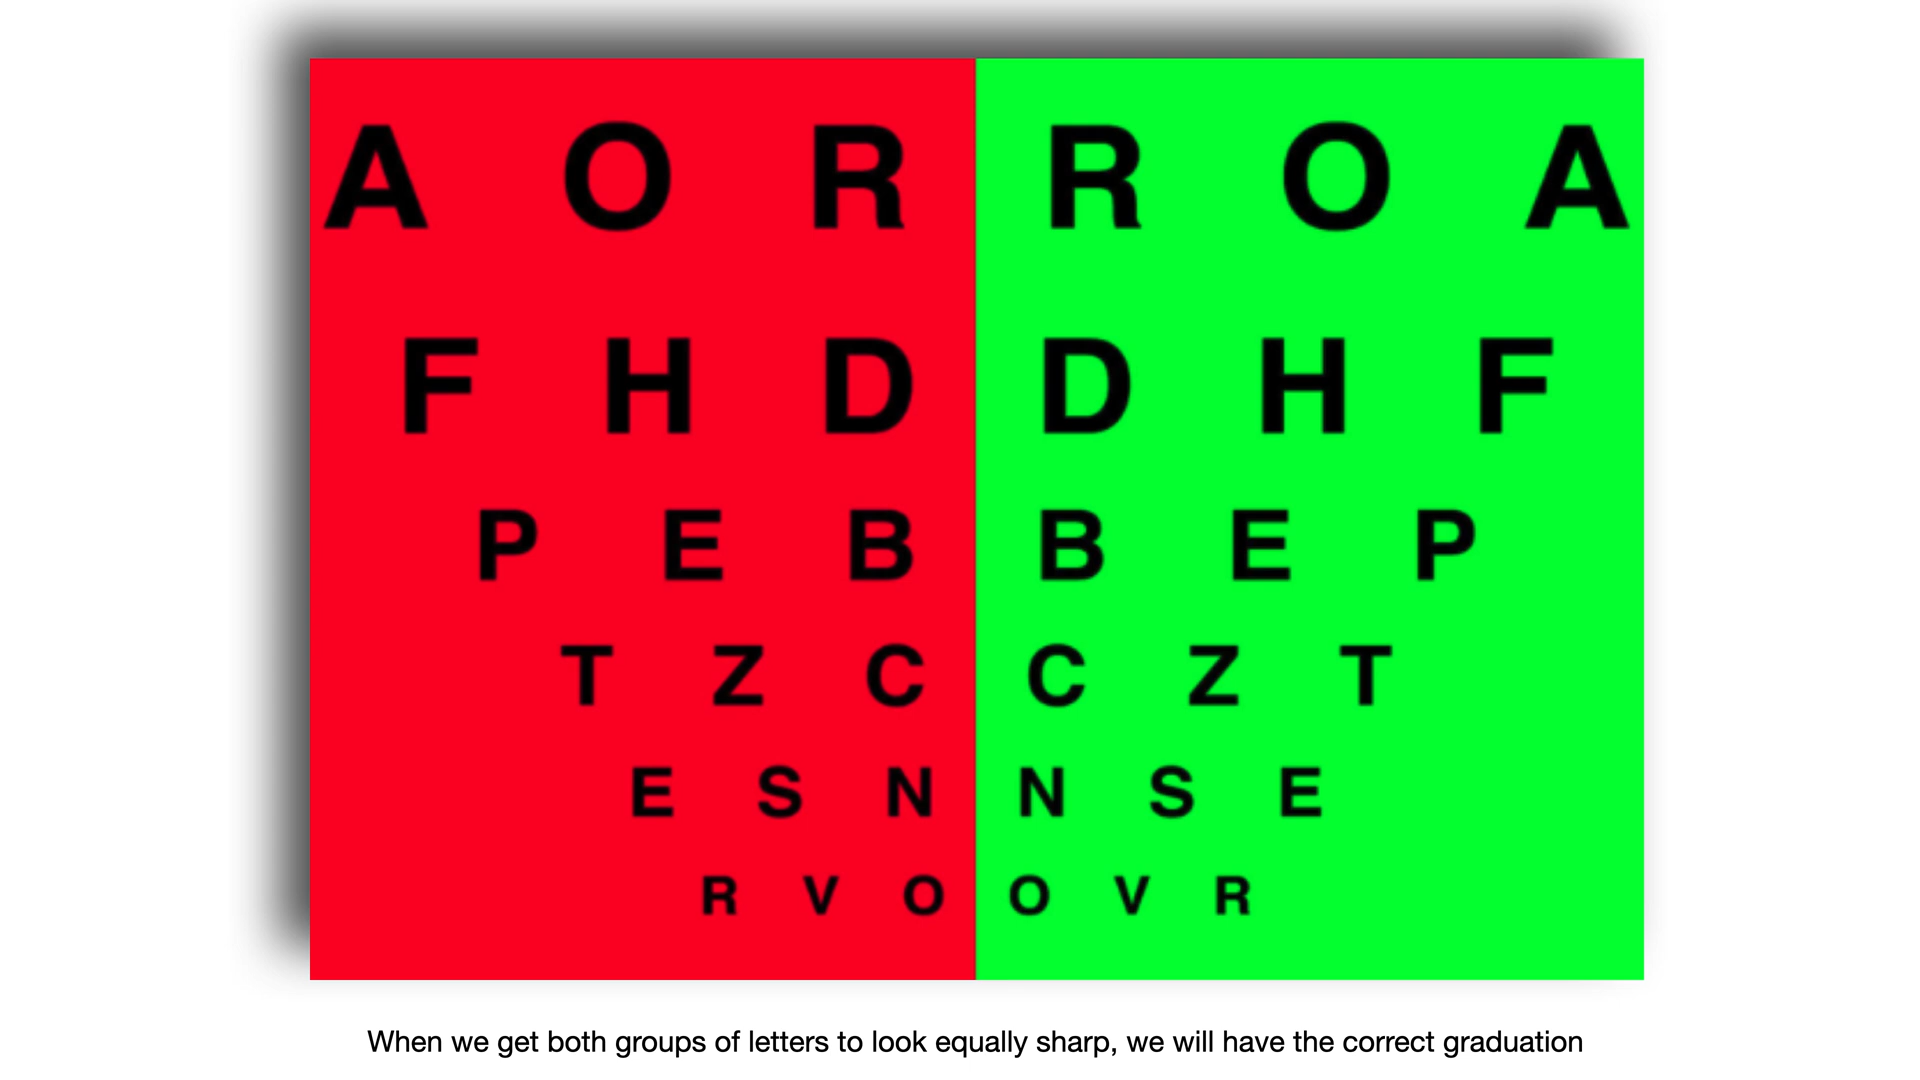 A O R R O A
F H D D H F
P E B B E P
T Z C C Z T
E S N N S E
R V O O V R
When we get both groups of letters to look equally sharp, we will have the correct graduation